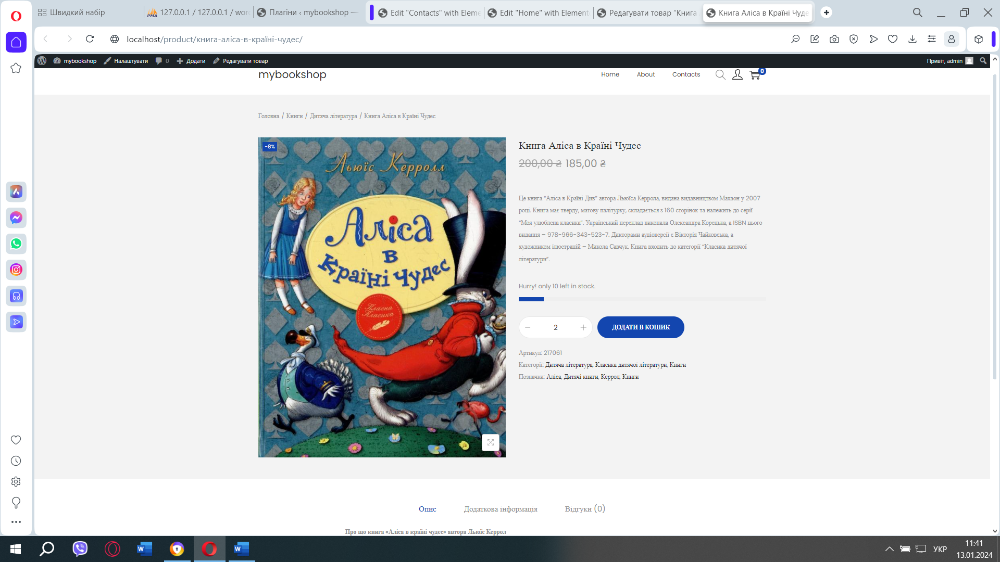 Швидкий набір
127.0.0.1 / 127.0.0.1 / wor
Плагіни ‹ mybookshop —
Edit "Contacts" with Eleme
Edit "Home" with Element
Редагувати товар "Книга
Книга Аліса в Країні Чуде
localhost/product/книга-аліса-в-країні-чудес/
mybookshop
Налаштувати
0
Додати
Редагувати товар
Привіт, admin
mybookshop
Home
About
Contacts
0
Головна / Книги / Дитяча література / Книга Аліса в Країні Чудес
-8%
Льюїс Керролл
Аліса
в
Країні Чудес
Класна
Класика
Книга Аліса в Країні Чудес
200,00 ₴ 185,00 ₴
Це книга "Аліса в Країні Див" автора Льюїса Керрола, видана видавництвом Махаон у 2007
році. Книга має тверду, матову палітурку, складається з 160 сторінок та належить до серії
"Моя улюблена класика". Український переклад виконала Олександра Корецька, а ISBN цього
видання – 978-966-343-523-7. Дикторами аудіоверсії є Вікторія Чайковська, а
художником ілюстрацій – Микола Савчук. Книга входить до категорії "Класика дитячої
літератури".
Hurry! only 10 left in stock.
2
ДОДАТИ В КОШИК
Артикул: 217061
Категорії: Дитяча література, Класика дитячої літератури, Книги
Позначки: Аліса, Дитячі книги, Керрол, Книги
Опис
Додаткова інформація
Відгуки (0)
Про що книга «Аліса в країні чудес» автора Льюїс Керрол
УКР
11:41
13.01.2024